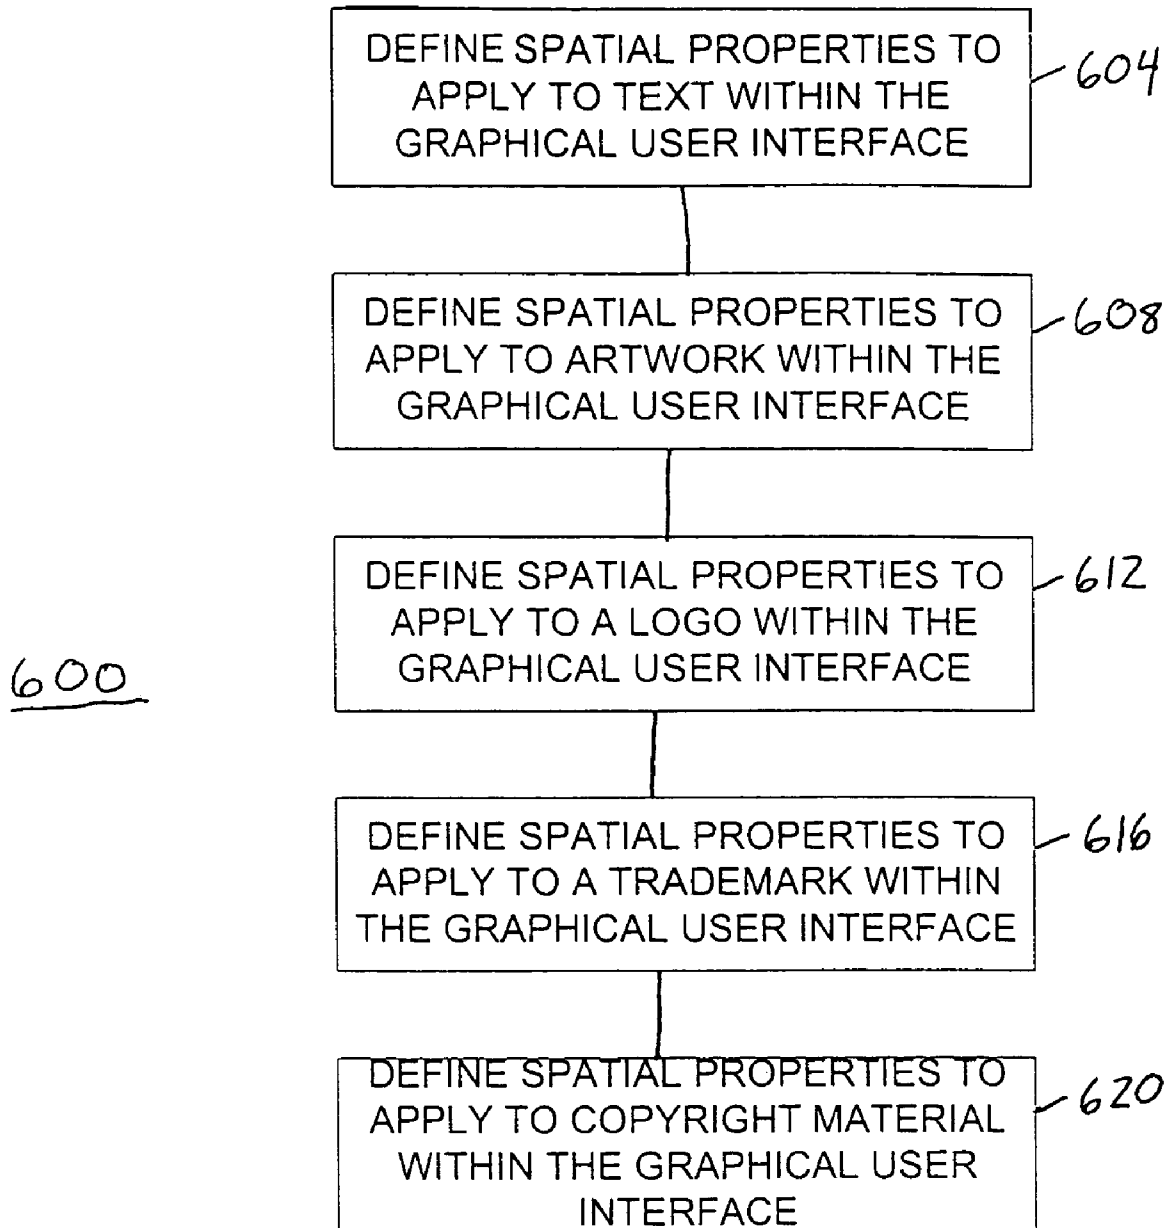 DEFINE SPATIAL PROPERTIES TO
APPLY TO TEXT WITHIN THE
GRAPHICAL USER INTERFACE
604
DEFINE SPATIAL PROPERTIES TO
APPLY TO ARTWORK WITHIN THE
GRAPHICAL USER INTERFACE
608
DEFINE SPATIAL PROPERTIES TO
APPLY TO A LOGO WITHIN THE
GRAPHICAL USER INTERFACE
612
600
DEFINE SPATIAL PROPERTIES TO
APPLY TO A TRADEMARK WITHIN
THE GRAPHICAL USER INTERFACE
616
DEFINE SPATIAL PROPERTIES TO
APPLY TO COPYRIGHT MATERIAL
WITHIN THE GRAPHICAL USER
INTERFACE
620